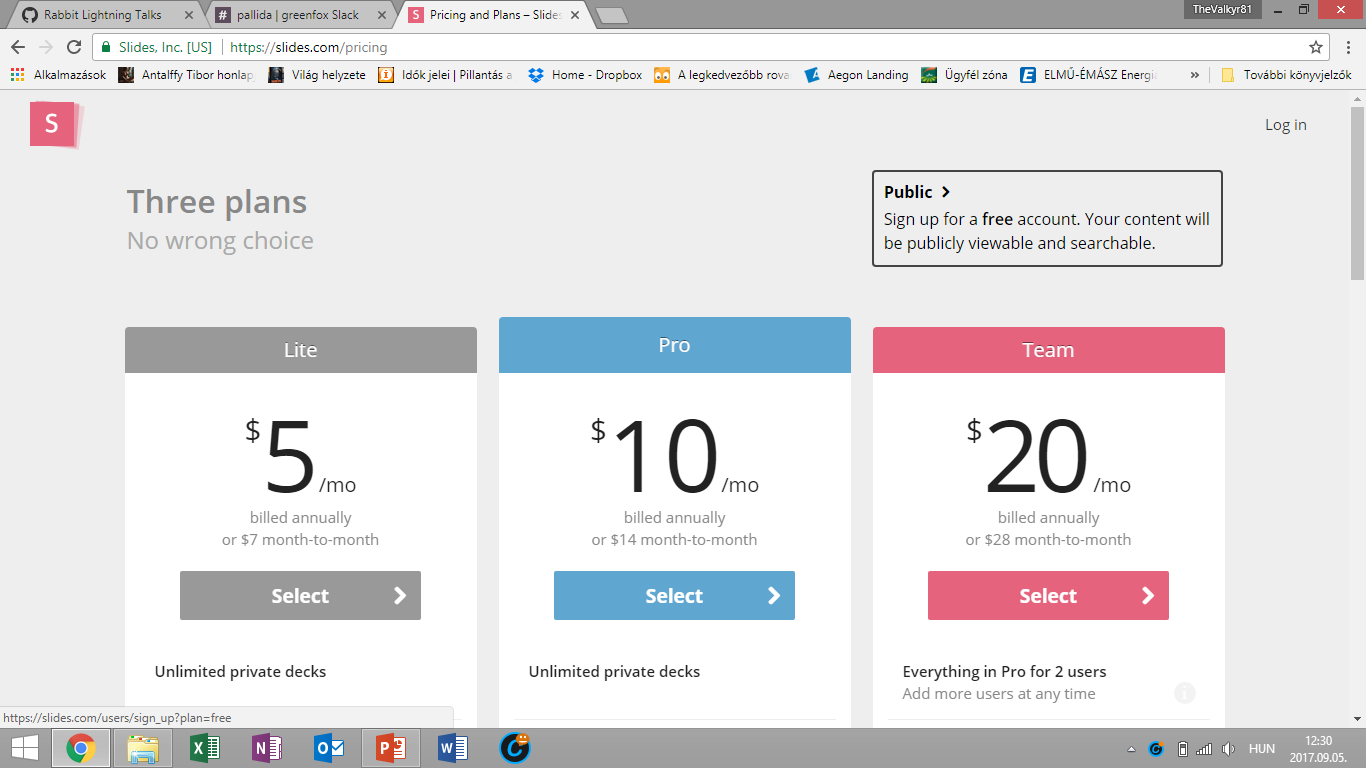 Rabbit Lightning Talks
pallida | greenfox Slack
Pricing and Plans – Slides
TheValkyr81
Slides, Inc. [US]
https://slides.com/pricing
Alkalmazások
Antalffy Tibor honlap
Világ helyzete
Idők jelei | Pillantás a
Home - Dropbox
A legkedvezőbb rova
Aegon Landing
Ügyfél zóna
ELMŰ-ÉMÁSZ Energia
»
További könyvjelzők
S
Log in
Three plans
No wrong choice
Public
Sign up for a free account. Your content will
be publicly viewable and searchable.
Lite
$5/mo
billed annually
or $7 month-to-month
Select
Unlimited private decks
Pro
$10/mo
billed annually
or $14 month-to-month
Select
Unlimited private decks
Team
$20/mo
billed annually
or $28 month-to-month
Select
Everything in Pro for 2 users
Add more users at any time
https://slides.com/users/sign_up?plan=free
HUN
12:30
2017.09.05.